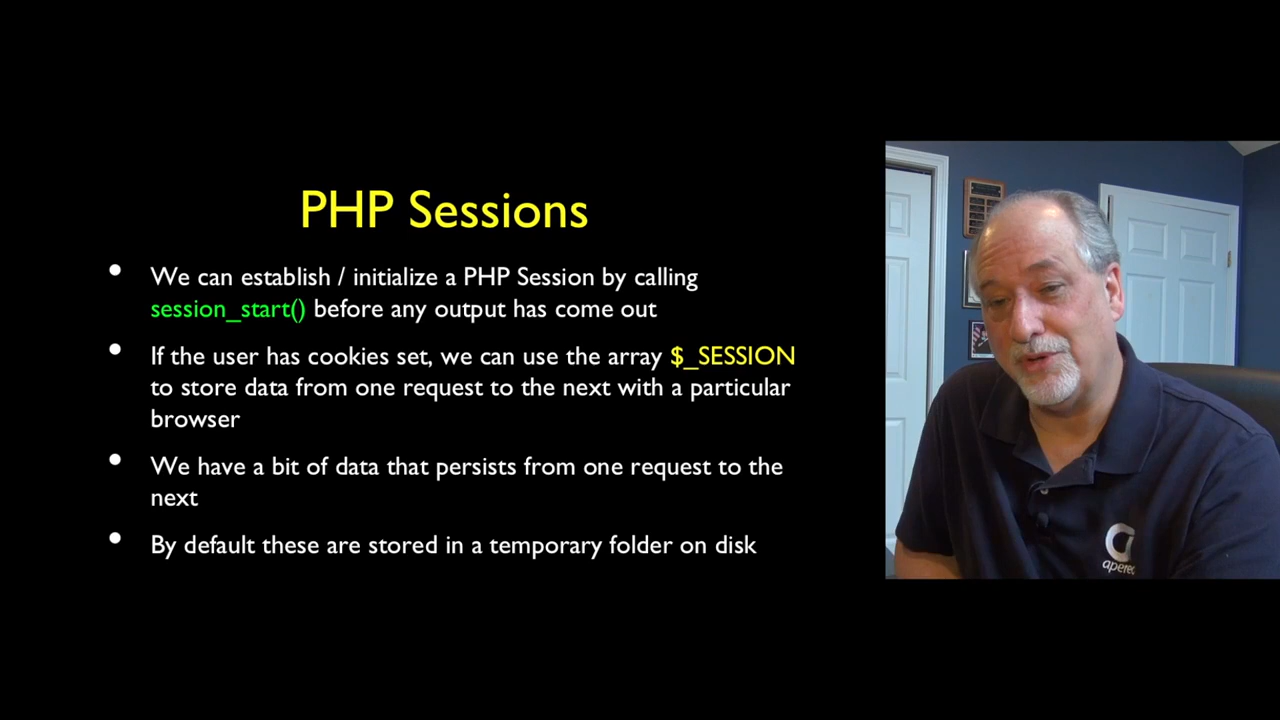 PHP Sessions
• We can establish / initialize a PHP Session by calling
session_start() before any output has come out
• If the user has cookies set, we can use the array $_SESSION
to store data from one request to the next with a particular
browser
• We have a bit of data that persists from one request to the
next
• By default these are stored in a temporary folder on disk
apereo